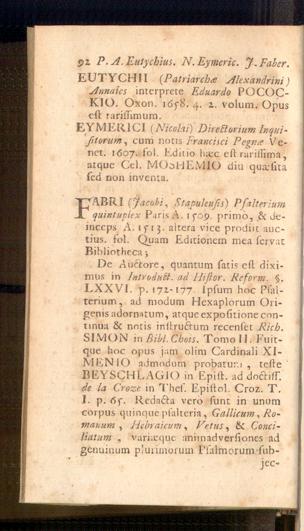 92 P. A. Eutychius. N. Eymeric. J. Faber.
EUTYCHII (Patriarchæ Alexandrini)
Annales interprete Eduardo POCOC-
KIO. Oxon. 1658. 4. 2. volum. Opus
est rarissimum.
EYMERICI (Nicolai) Directorium Inqui-
sitorum, cum notis Francisci Pegnæ Ve-
net. 1607. fol. Editio hæc est rarissima,
atque Cel. MOSHEMIO diu quæsita
sed non inventa.
FABRI (Jacobi, Stapulensis) Psalterium
quintuplex Paris A. 1509. primo, & de-
inceps A. 1513. altera vice prodiit auc-
tius. fol. Quam Editionem mea servat
Bibliotheca;
De Auctore, quantum satis est dixi-
mus in Introduct. ad Histor. Reform. §.
LXXVI. p. 172-177. Ipsum hoc Psal-
terium, ad modum Hexaplorum Ori-
genis adornatum, atque expositione con-
tinua & notis instructum recenset Rich.
SIMON in Bibl. Chois. Tomo II. Fuit-
que hoc opus jam olim Cardinali XI-
MENIO admodum probatum, teste
BEYSCHLAGIO in Epist. ad doctiss.
de la Croze in Thes. Epistol. Croz. T.
I. p. 65. Redacta vero sunt in unum
corpus quinque psalteria, Gallicum, Ro-
manum, Hebraicum, Vetus, & Conci-
liatum, variæque animadversiones ad
genuinum plurimorum Psalmorum sub-
jec-